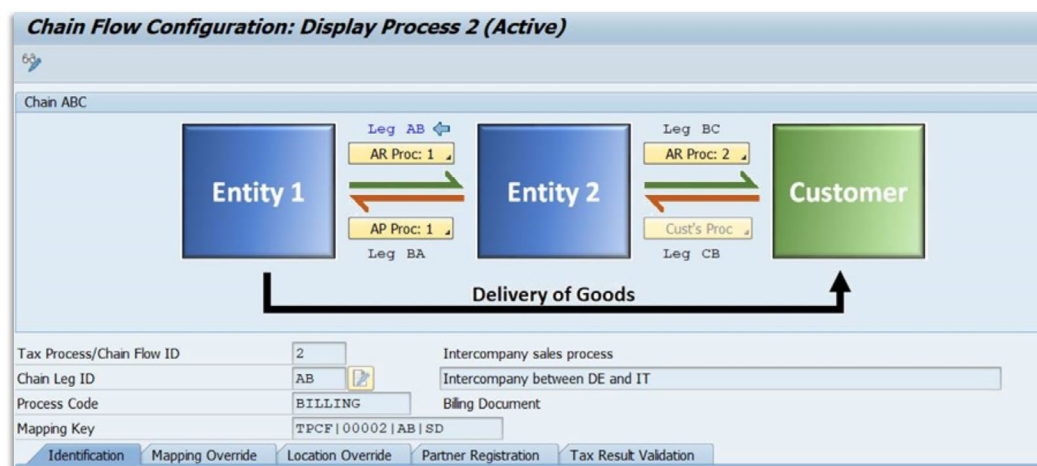 Chain Flow Configuration: Display Process 2 (Active)
Chain ABC
Leg AB
Leg BC
AR Proc: 1
AR Proc: 2
Entity 1
Entity 2
Customer
AP Proc: 1
Cust's Proc
Leg BA
Leg CB
Delivery of Goods
Tax Process/Chain Flow ID 2 Intercompany sales process
Chain Leg ID AB Intercompany between DE and IT
Process Code BILLING Billing Document
Mapping Key TPCF|00002|AB|SD
Identification Mapping Override Location Override Partner Registration Tax Result Validation